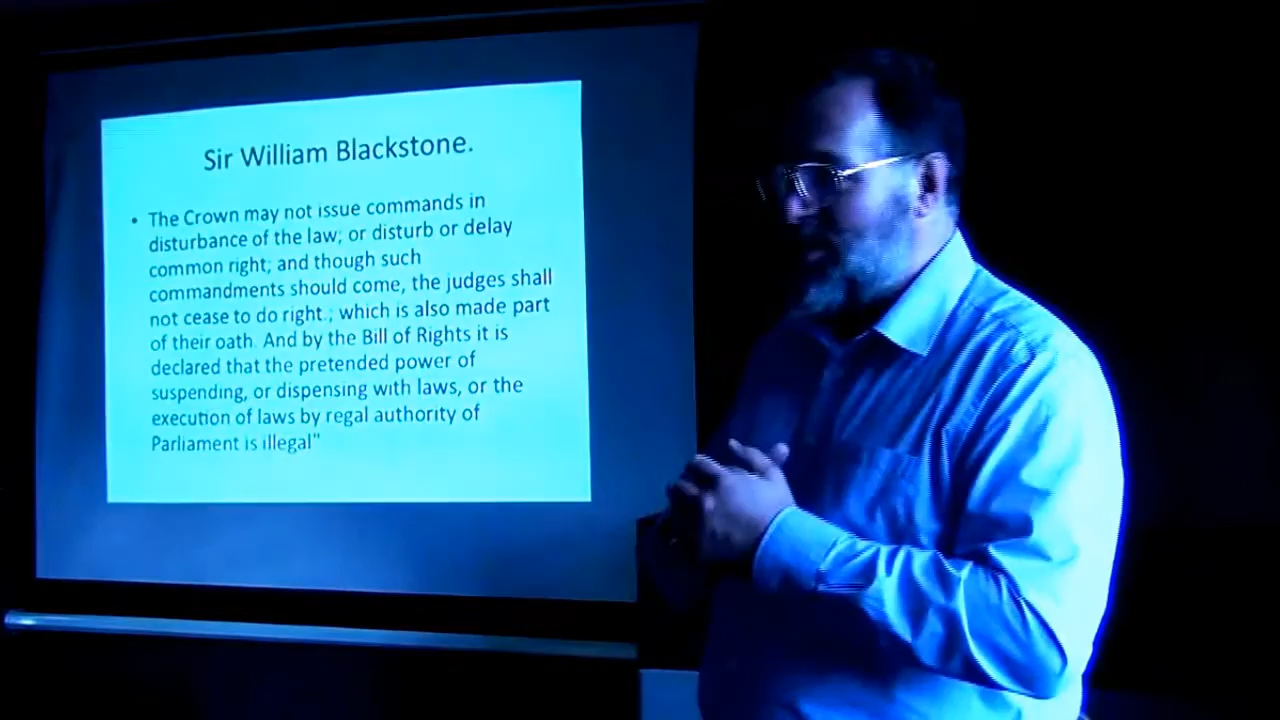 Sir William Blackstone.
• The Crown may not issue commands in
disturbance of the law; or disturb or delay
common right; and though such
commandments should come, the judges shall
not cease to do right.; which is also made part
of their oath. And by the Bill of Rights it is
declared that the pretended power of
suspending, or dispensing with laws, or the
execution of laws by regal authority of
Parliament is illegal"